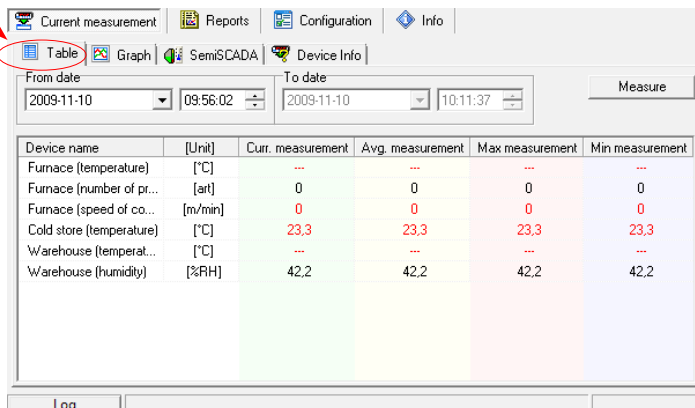 Current measurement Reports Configuration Info
Table Graph SemiSCADA Device Info
From date To date
2009-11-10 09:56:02 2009-11-10 10:11:37 Measure
Device name [Unit] Curr. measurement Avg. measurement Max measurement Min measurement
Furnace (temperature) [°C] --- --- --- ---
Furnace (number of pr... [art] 0 0 0 0
Furnace (speed of co... [m/min] 0 0 0 0
Cold store (temperature) [°C] 23,3 23,3 23,3 23,3
Warehouse (temperat... [°C] --- --- --- ---
Warehouse (humidity) [%RH] 42,2 42,2 42,2 42,2
Log